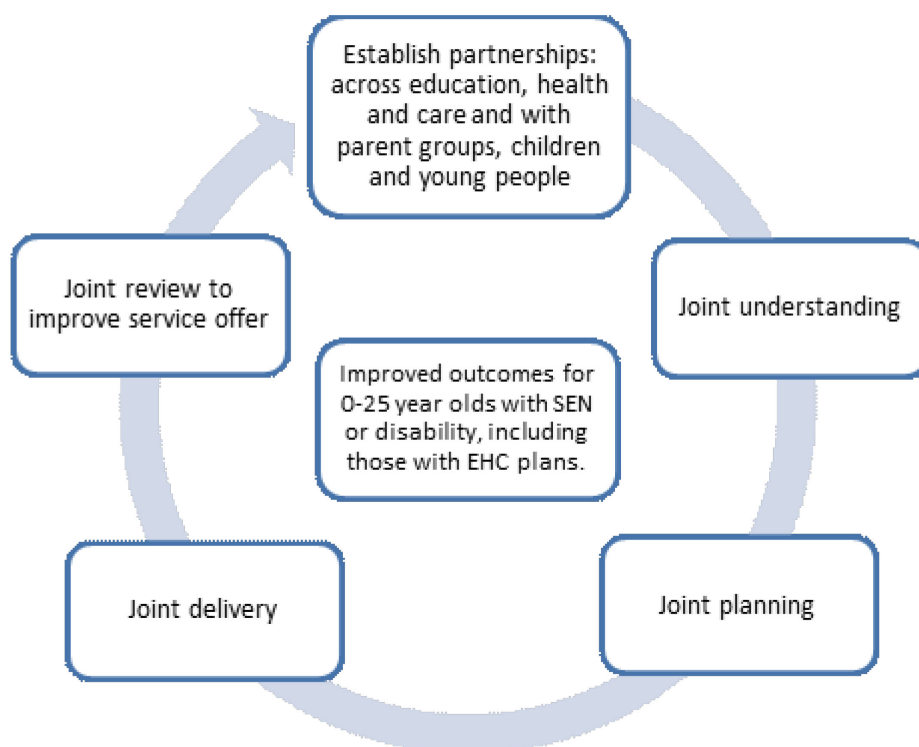 Establish partnerships:
across education, health
and care and with
parent groups, children
and young people
Joint understanding
Joint planning
Joint delivery
Joint review to
improve service offer
Improved outcomes for
0-25 year olds with SEN
or disability, including
those with EHC plans.